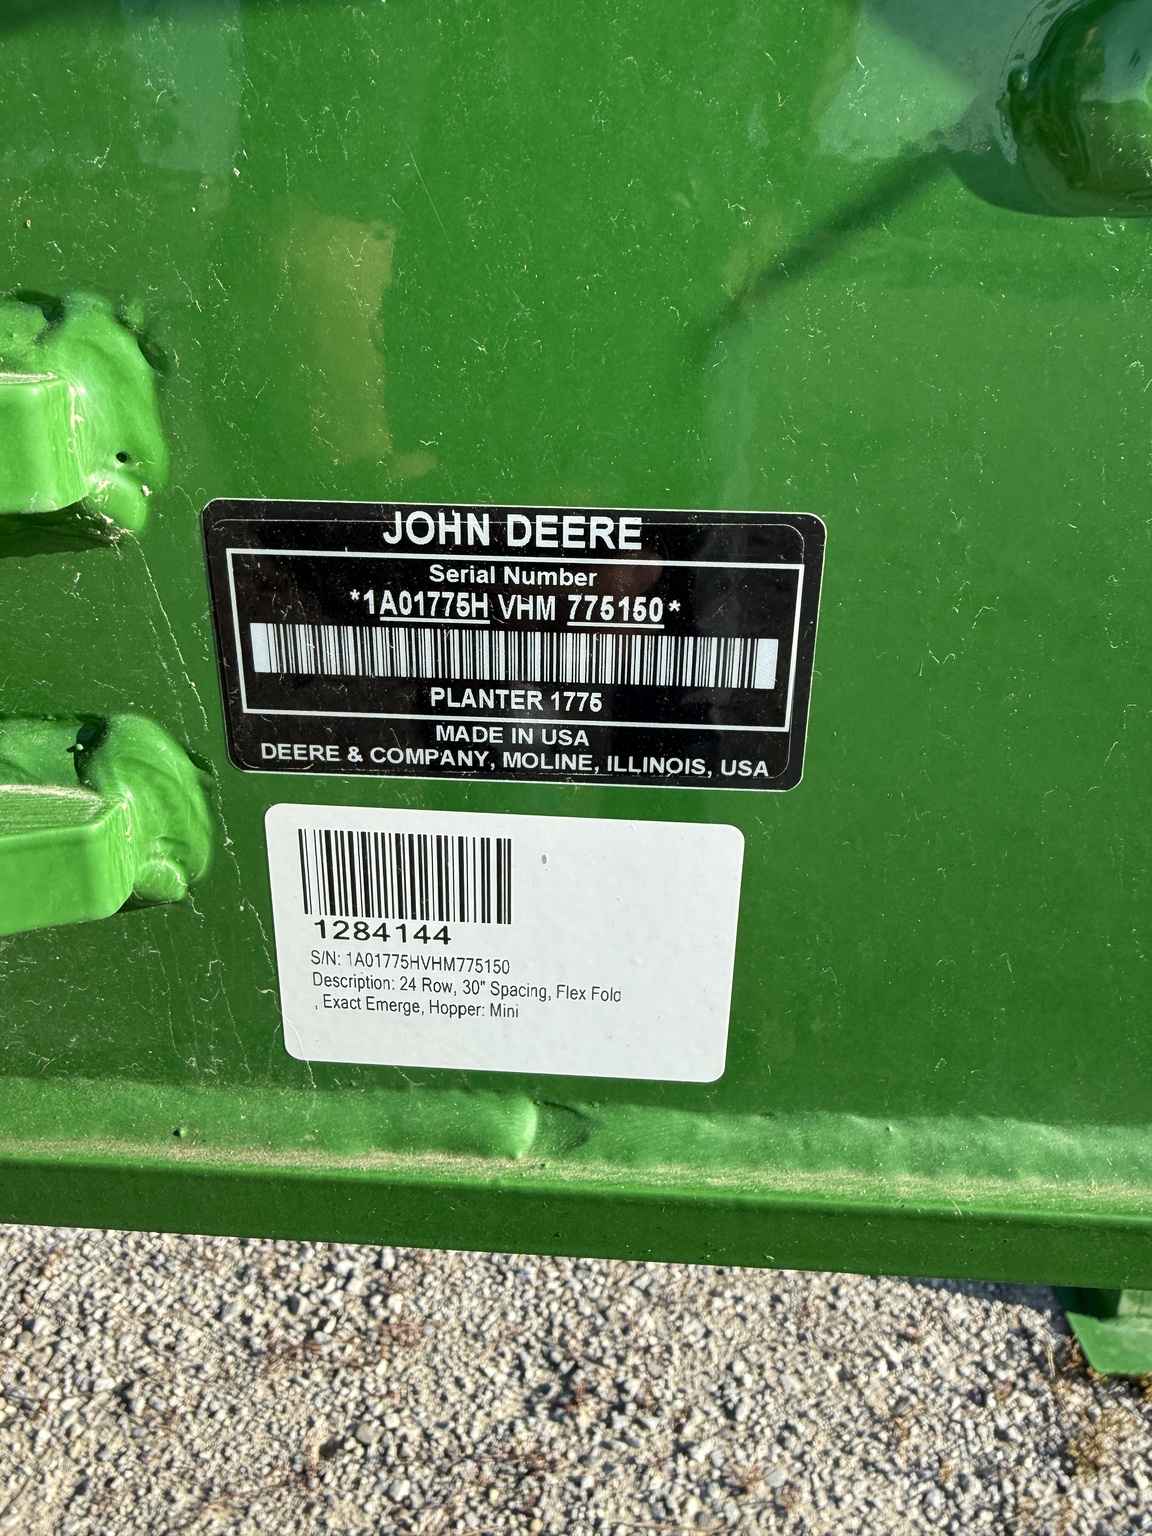 JOHN DEERE
Serial Number
*1A01775H VHM 775150*
PLANTER 1775
MADE IN USA
DEERE & COMPANY, MOLINE, ILLINOIS, USA
1284144
S/N: 1A01775HVHM775150
Description: 24 Row, 30" Spacing, Flex Fold
, Exact Emerge, Hopper: Mini